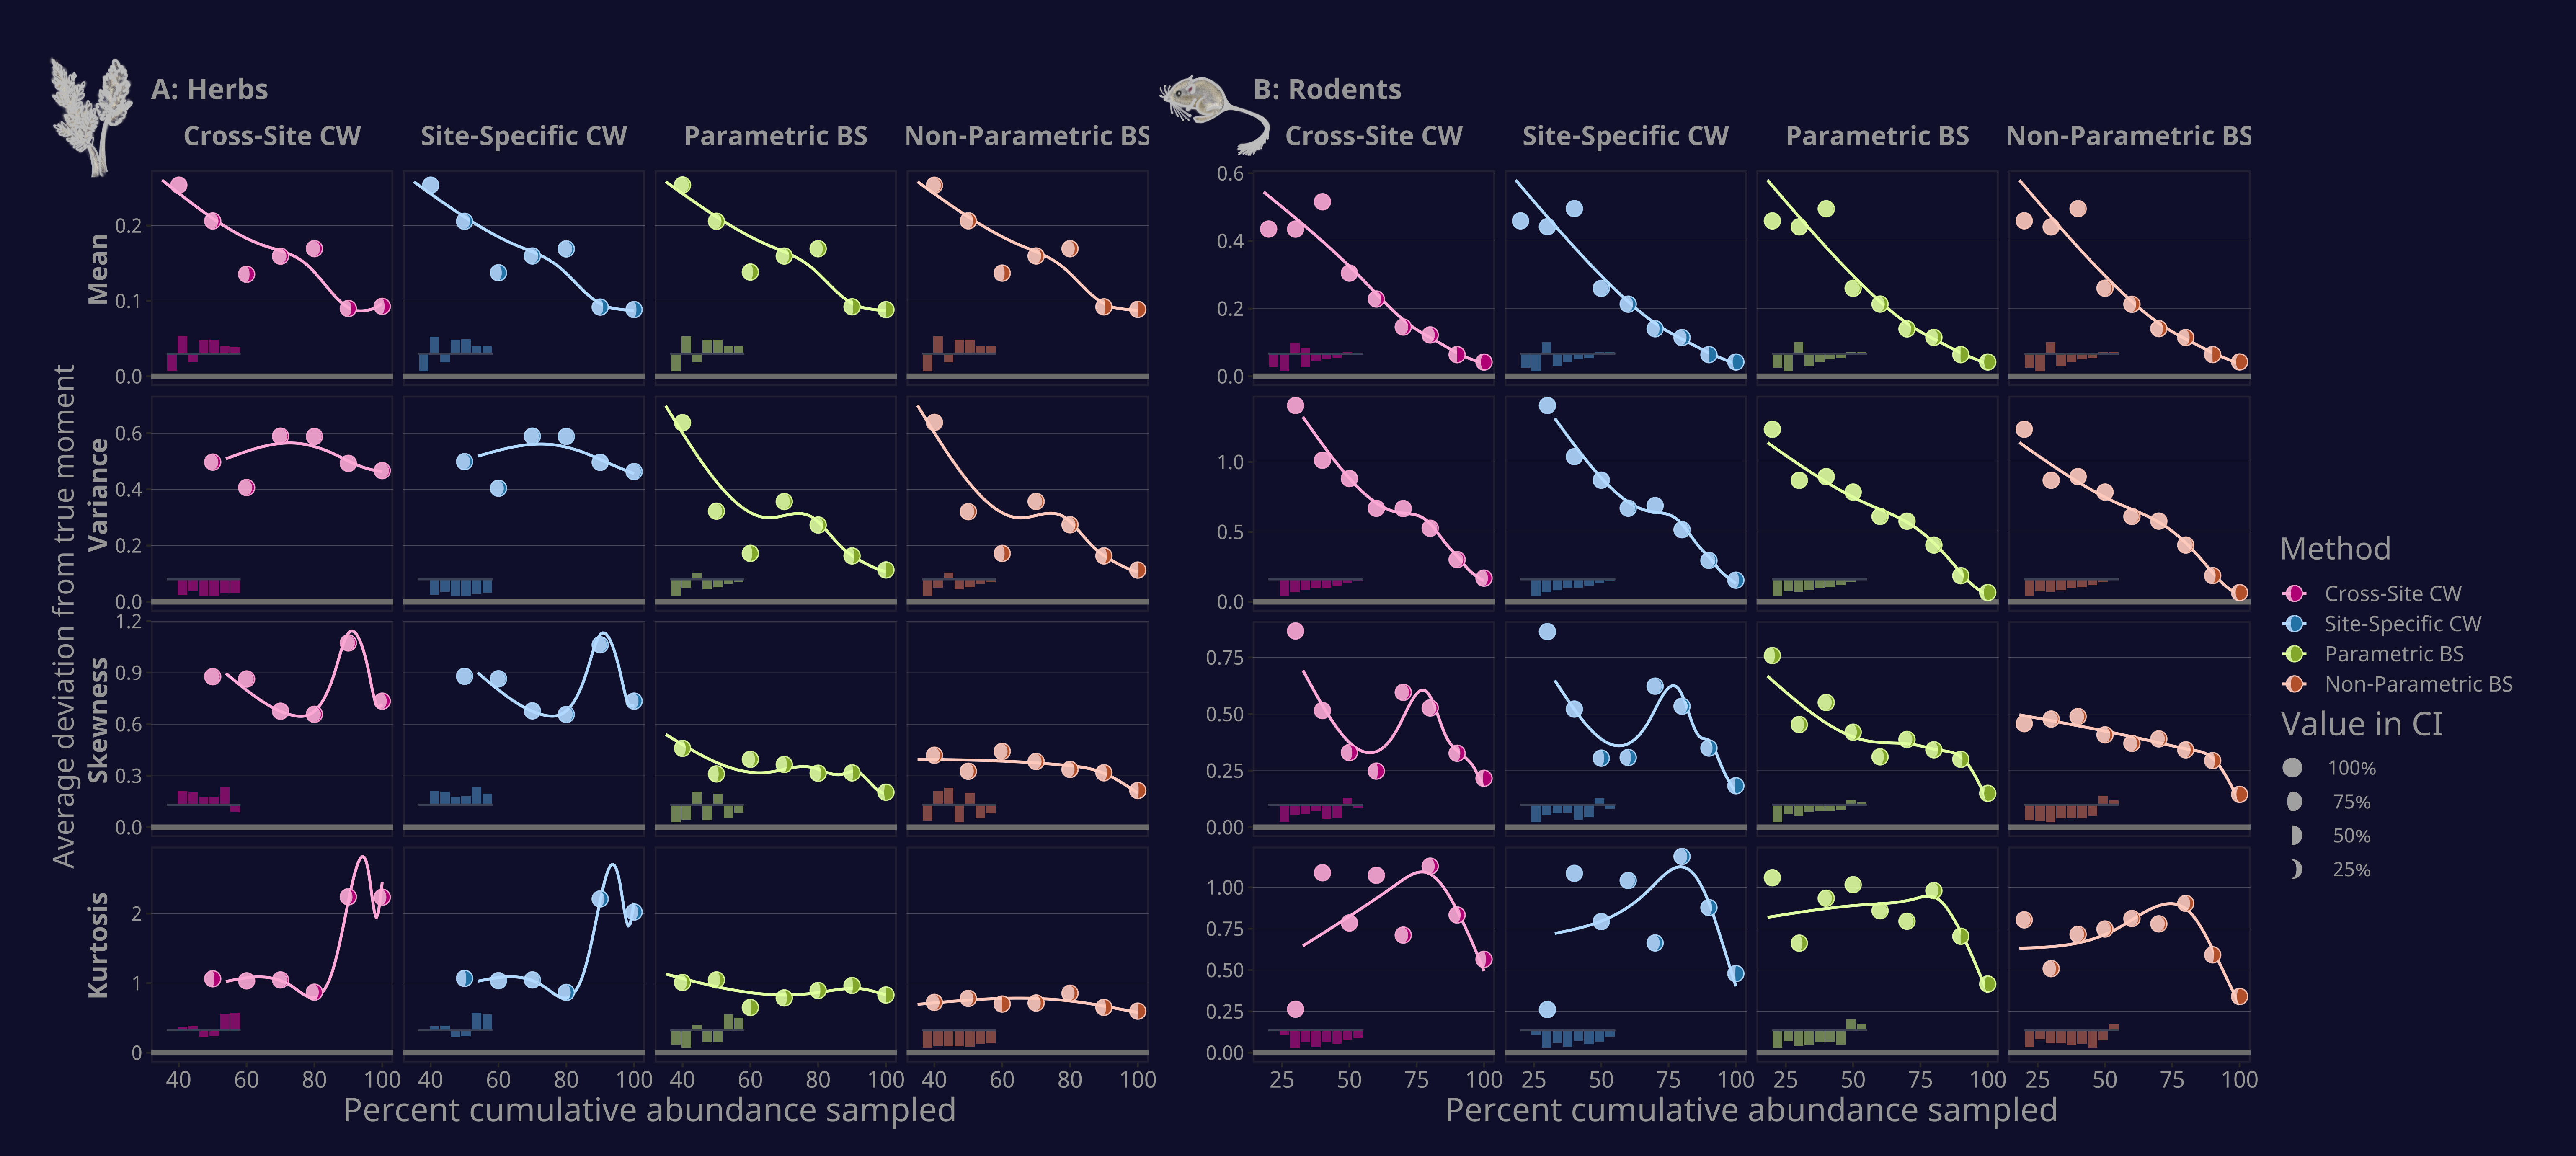 A: Herbs
B: Rodents
Cross-Site CW Site-Specific CW Parametric BS Non-Parametric BS
Cross-Site CW Site-Specific CW Parametric BS Non-Parametric BS
Average deviation from true moment
Mean
0.2
0.1
0.0
0.6
0.4
0.2
0.0
Variance
0.6
0.4
0.2
0.0
1.0
0.5
0.0
Skewness
1.2
0.9
0.6
0.3
0.0
0.75
0.50
0.25
0.00
Kurtosis
2
1
0
1.00
0.75
0.50
0.25
0.00
40 60 80 100 40 60 80 100 40 60 80 100 40 60 80 100
25 50 75 100 25 50 75 100 25 50 75 100 25 50 75 100
Percent cumulative abundance sampled
Percent cumulative abundance sampled
Method
Cross-Site CW
Site-Specific CW
Parametric BS
Non-Parametric BS
Value in CI
100%
75%
50%
25%